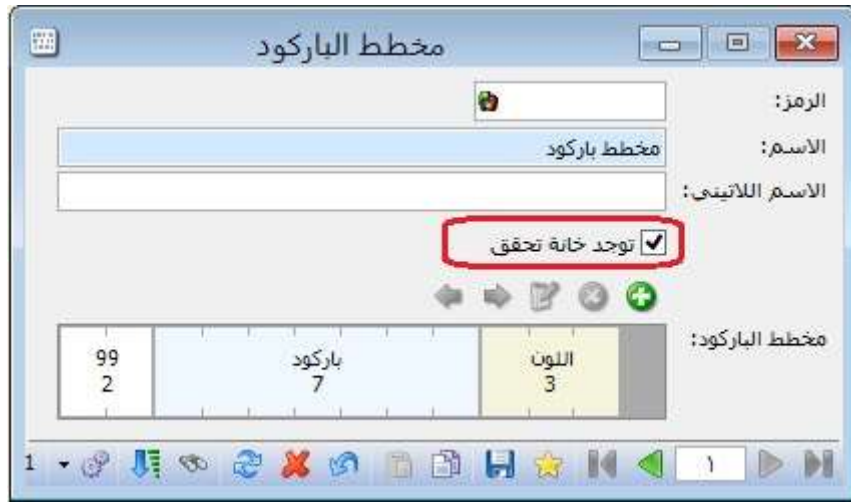 مخطط الباركود
الرمز:
الاسم: مخطط باركود
الاسم اللاتيني:
توجد خانة تحقق
مخطط الباركود:
99 باركود اللون
2 7 3
1 ١